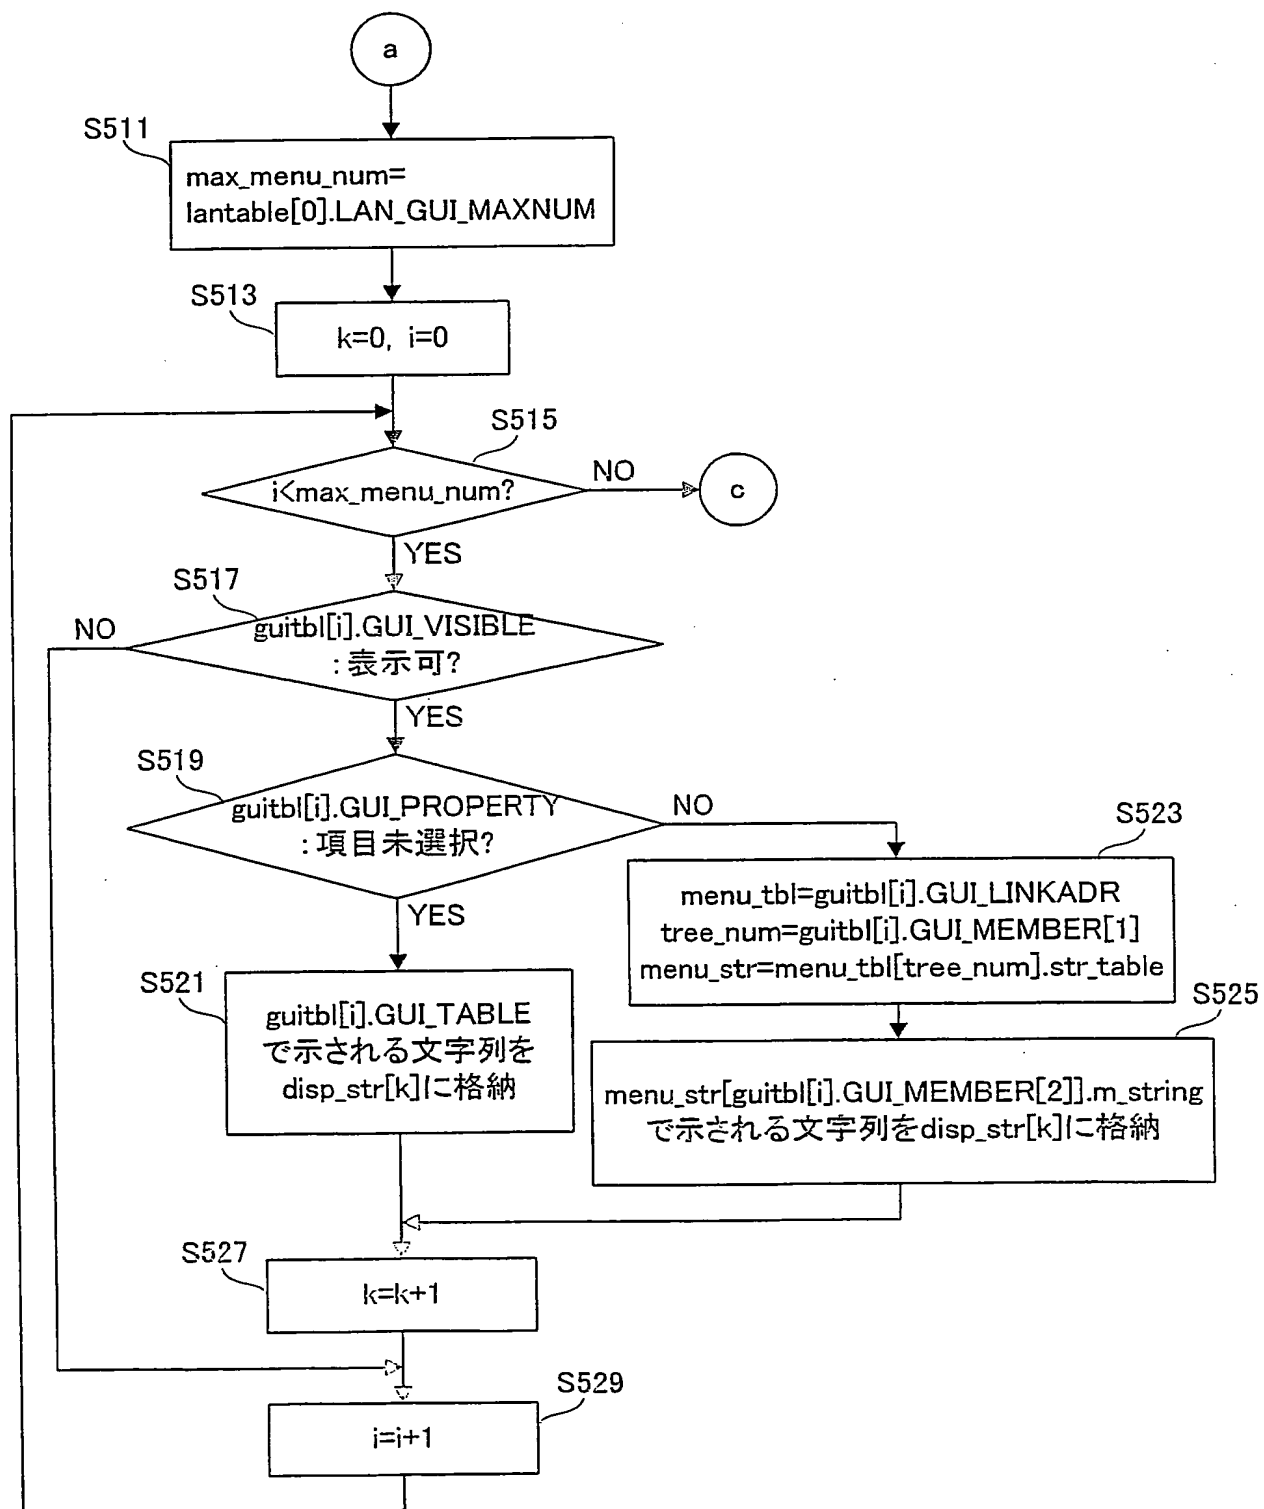 a
S511
max_menu_num=
lantable[0].LAN_GUI_MAXNUM
S513
k=0, i=0
S515
i<max_menu_num?
NO
c
YES
S517
NO
guitbl[i].GUI_VISIBLE
:表示可?
YES
S519
guitbl[i].GUI_PROPERTY
:項目未選択?
NO
YES
S523
menu_tbl=guitbl[i].GUI_LINKADR
tree_num=guitbl[i].GUI_MEMBER[1]
menu_str=menu_tbl[tree_num].str_table
S521
guitbl[i].GUI_TABLE
で示される文字列を
disp_str[k]に格納
S525
menu_str[guitbl[i].GUI_MEMBER[2]].m_string
で示される文字列をdisp_str[k]に格納
S527
k=k+1
S529
i=i+1